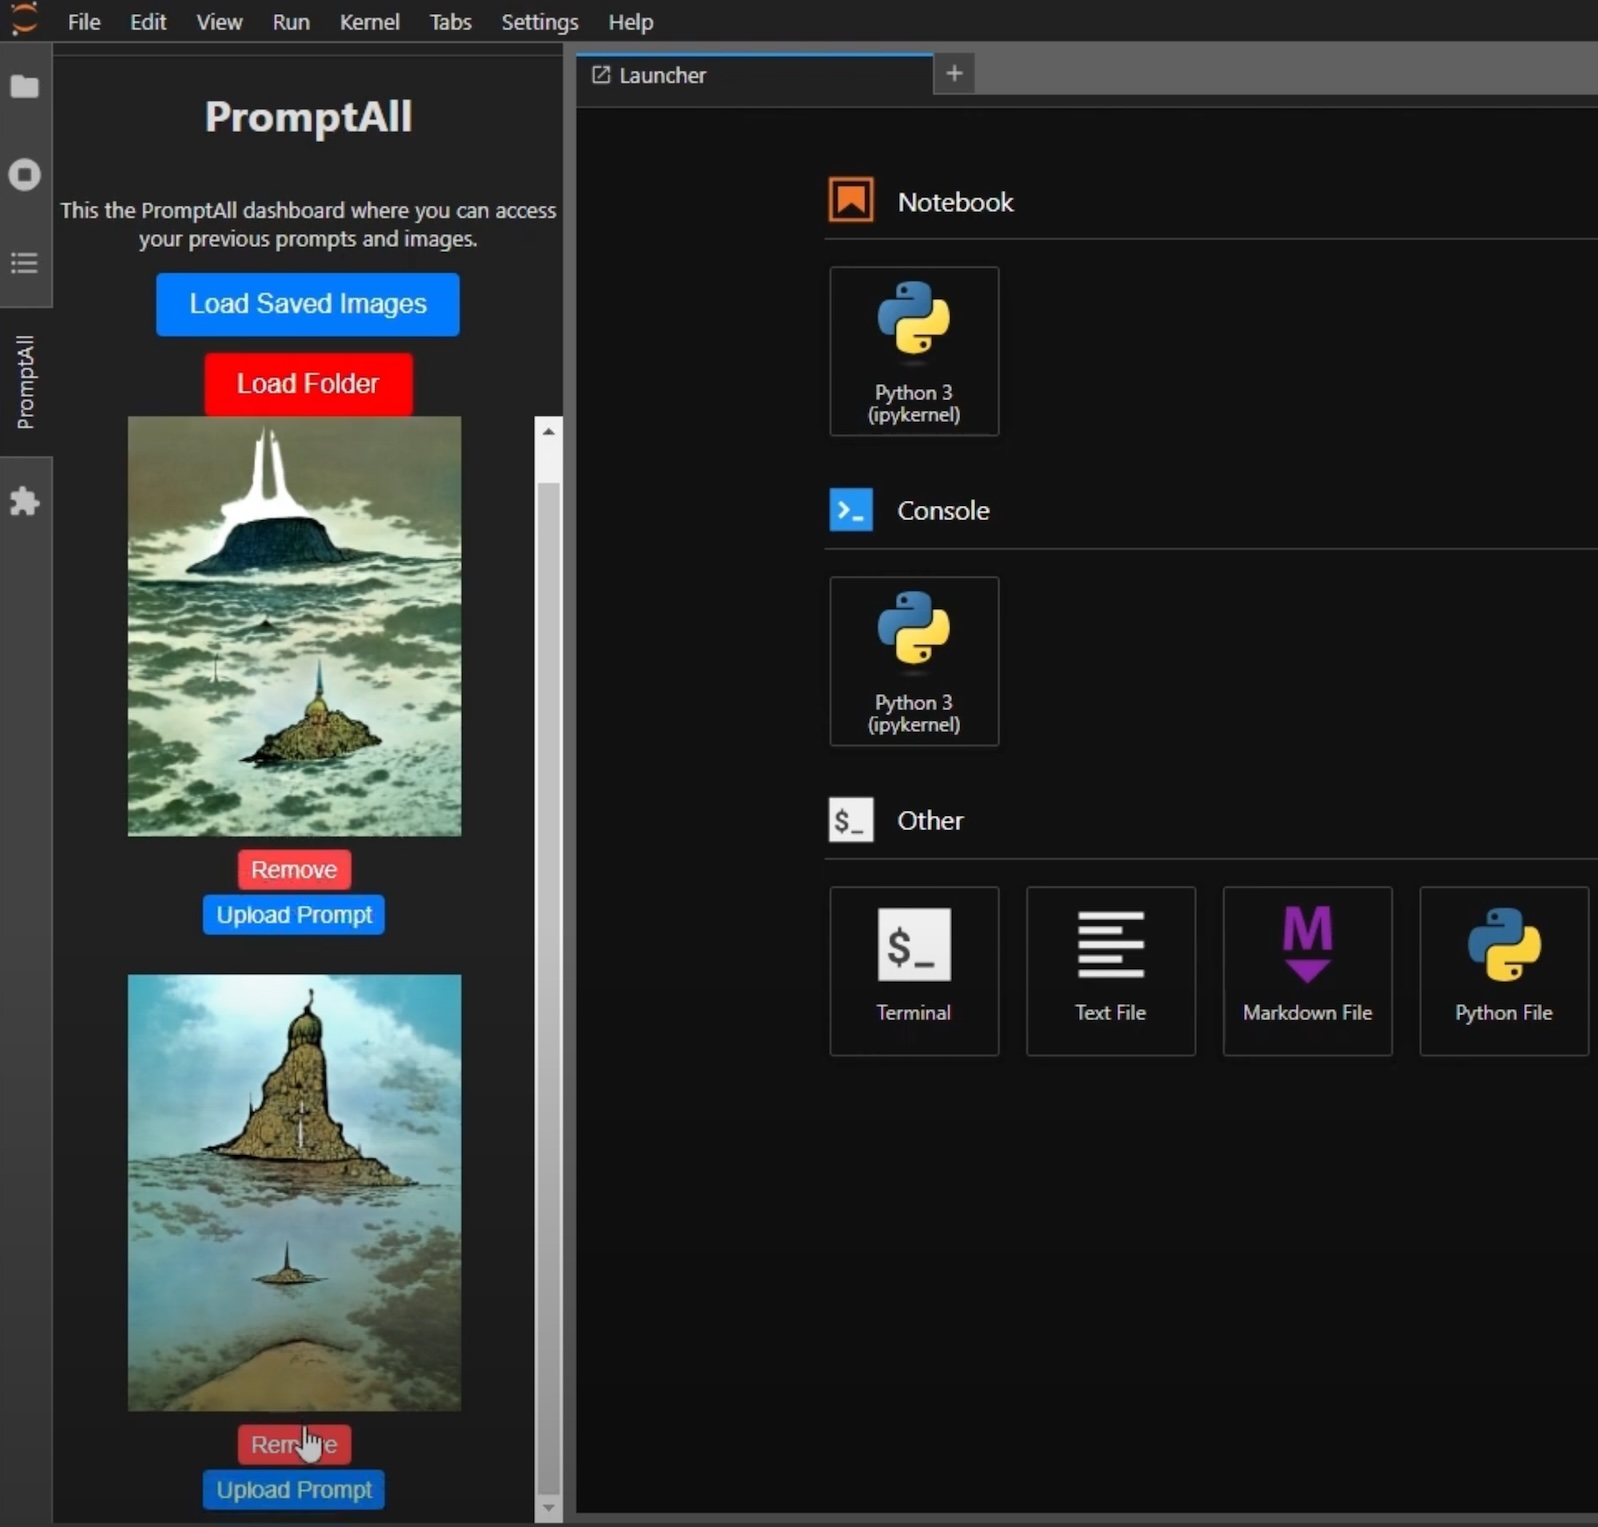 File Edit View Run Kernel Tabs Settings Help
PromptAll
PromptAll
This the PromptAll dashboard where you can access
your previous prompts and images.
Load Saved Images
Load Folder
Remove
Upload Prompt
Remove
Upload Prompt
Launcher
Notebook
Python 3
(ipykernel)
Console
Python 3
(ipykernel)
$_ Other
$_
Terminal
Text File
M
Markdown File
Python File